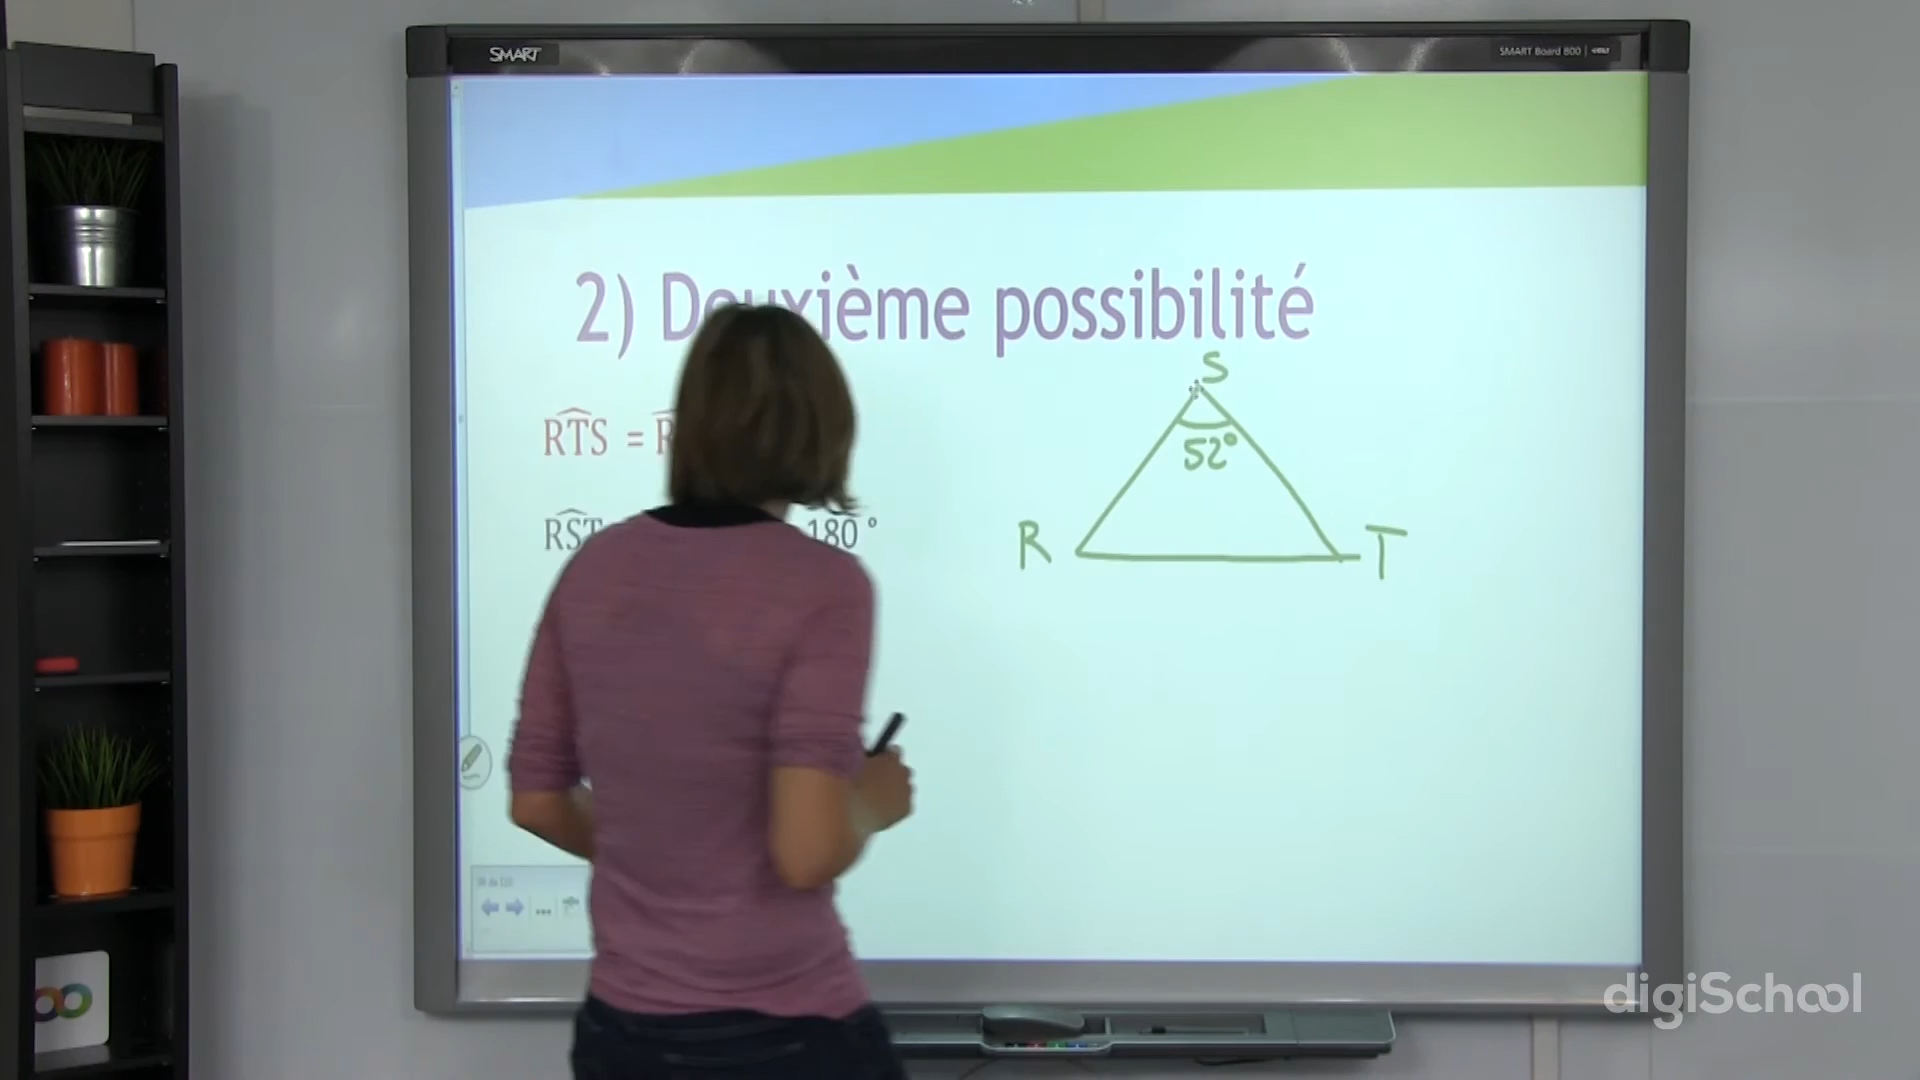 SMART
SMART Board 800
2) Deuxième possibilité
S
RTS = R
52°
RST 180°
R T
digiSchool